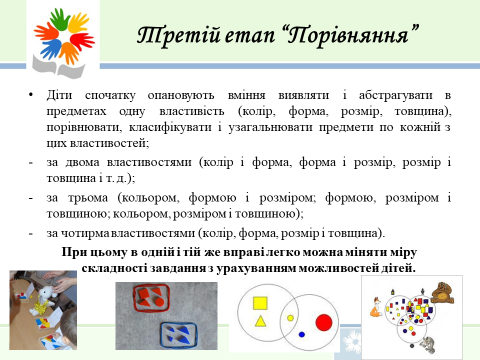 Третій етап “Порівняння”
• Діти спочатку опановують вміння виявляти і абстрагувати в
предметах одну властивість (колір, форма, розмір, товщина),
порівнювати, класифікувати і узагальнювати предмети по кожній з
цих властивостей;
- за двома властивостями (колір і форма, форма і розмір, розмір і
товщина і т. д.);
- за трьома (кольором, формою і розміром; формою, розміром і
товщиною; кольором, розміром і товшиною);
- за чотирма властивостями (колір, форма, розмір і товщина).
При цьому в одній і тій же вправі легко можна міняти міру
складності завдання з урахуванням можливостей дітей.